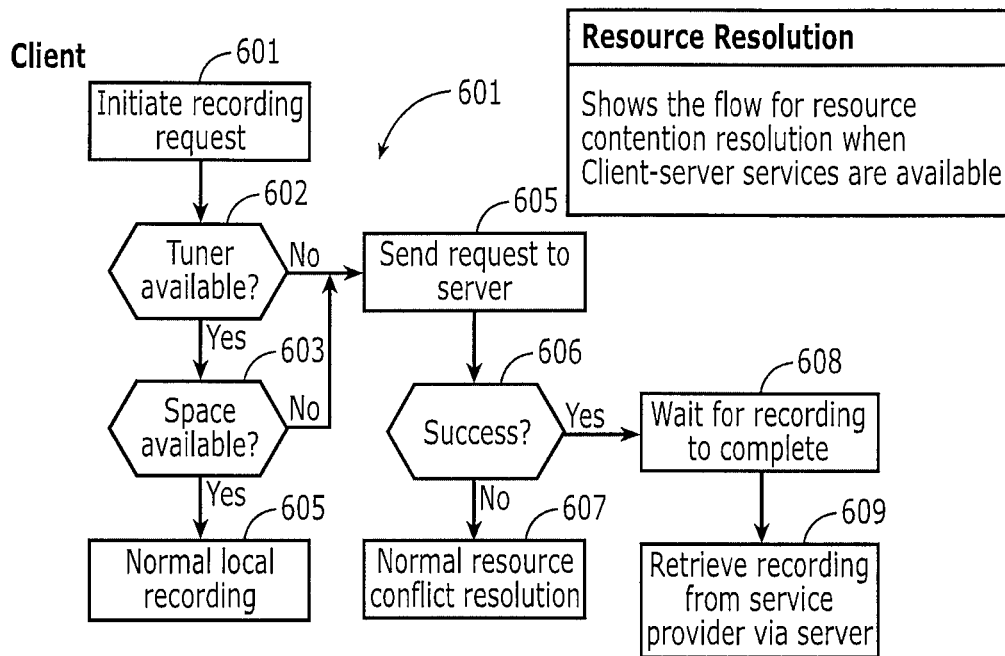 Client
601
Initiate recording
request
601
Resource Resolution
Shows the flow for resource
contention resolution when
Client-server services are available
602
Tuner
available?
No
Yes
605
Send request to
server
603
Space
available?
No
Yes
606
Success?
Yes
No
608
Wait for recording
to complete
605
Normal local
recording
607
Normal resource
conflict resolution
609
Retrieve recording
from service
provider via server